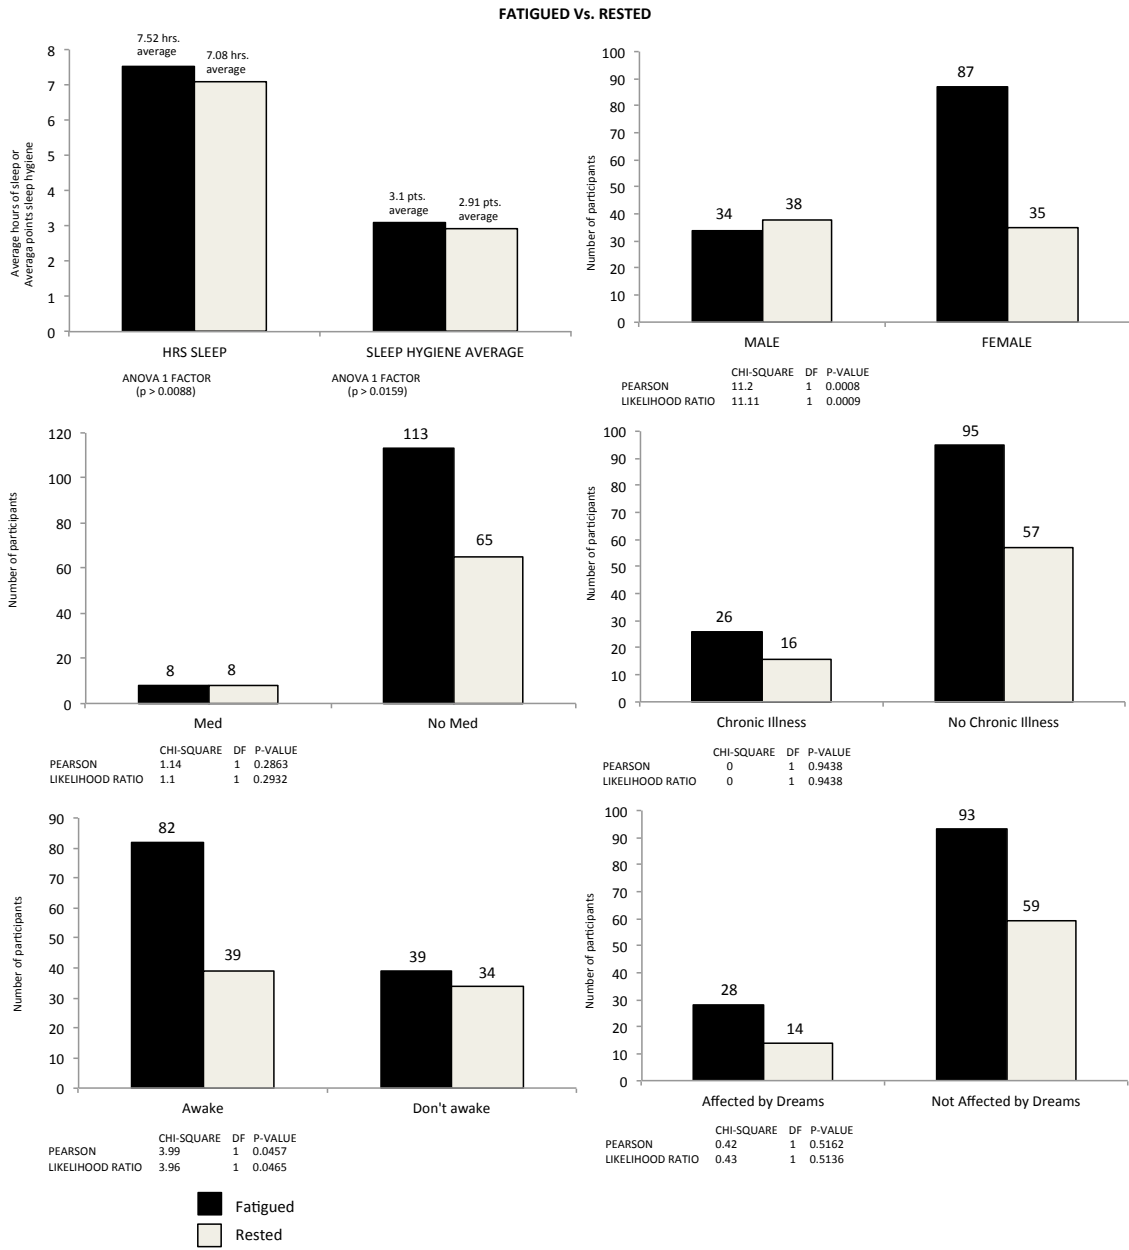 FATIGUED Vs. RESTED
7.52 hrs.
average
7.08 hrs.
average
8
7
6
5
4
3
2
1
0
Average hours of sleep or
Averaga points sleep hygiene
3.1 pts.
average
2.91 pts.
average
HRS SLEEP
SLEEP HYGIENE AVERAGE
ANOVA 1 FACTOR
(p > 0.0088)
ANOVA 1 FACTOR
(p > 0.0159)
100
90
80
70
60
50
40
30
20
10
0
Number of participants
34
38
87
35
MALE
FEMALE
CHI-SQUARE DF P-VALUE
PEARSON 11.2 1 0.0008
LIKELIHOOD RATIO 11.11 1 0.0009
120
100
80
60
40
20
0
Number of participants
8
8
113
65
Med
No Med
CHI-SQUARE DF P-VALUE
PEARSON 1.14 1 0.2863
LIKELIHOOD RATIO 1.1 1 0.2932
100
90
80
70
60
50
40
30
20
10
0
Number of participants
26
16
95
57
Chronic Illness
No Chronic Illness
CHI-SQUARE DF P-VALUE
PEARSON 0 1 0.9438
LIKELIHOOD RATIO 0 1 0.9438
90
80
70
60
50
40
30
20
10
0
Number of participants
82
39
39
34
Awake
Don't awake
CHI-SQUARE DF P-VALUE
PEARSON 3.99 1 0.0457
LIKELIHOOD RATIO 3.96 1 0.0465
100
90
80
70
60
50
40
30
20
10
0
Number of participants
28
14
93
59
Affected by Dreams
Not Affected by Dreams
CHI-SQUARE DF P-VALUE
PEARSON 0.42 1 0.5162
LIKELIHOOD RATIO 0.43 1 0.5136
Fatigued
Rested